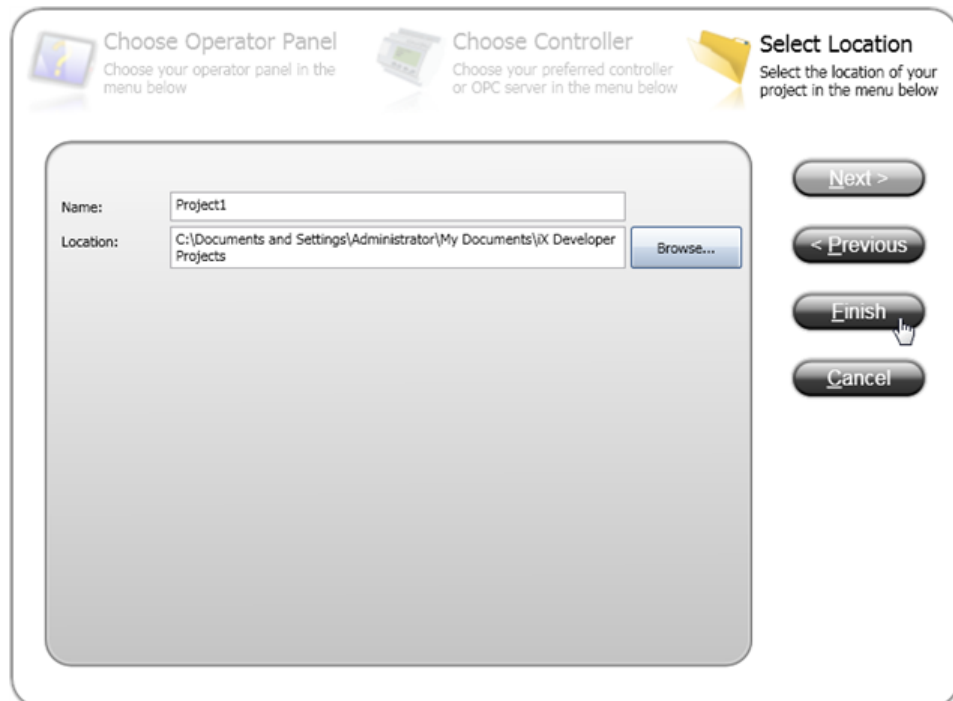 Choose Operator Panel
Choose your operator panel in the
menu below
Choose Controller
Choose your preferred controller
or OPC server in the menu below
Select Location
Select the location of your
project in the menu below
Name:
Project1
Location:
C:\Documents and Settings\Administrator\My Documents\iX Developer
Projects
Browse...
Next >
< Previous
Finish
Cancel